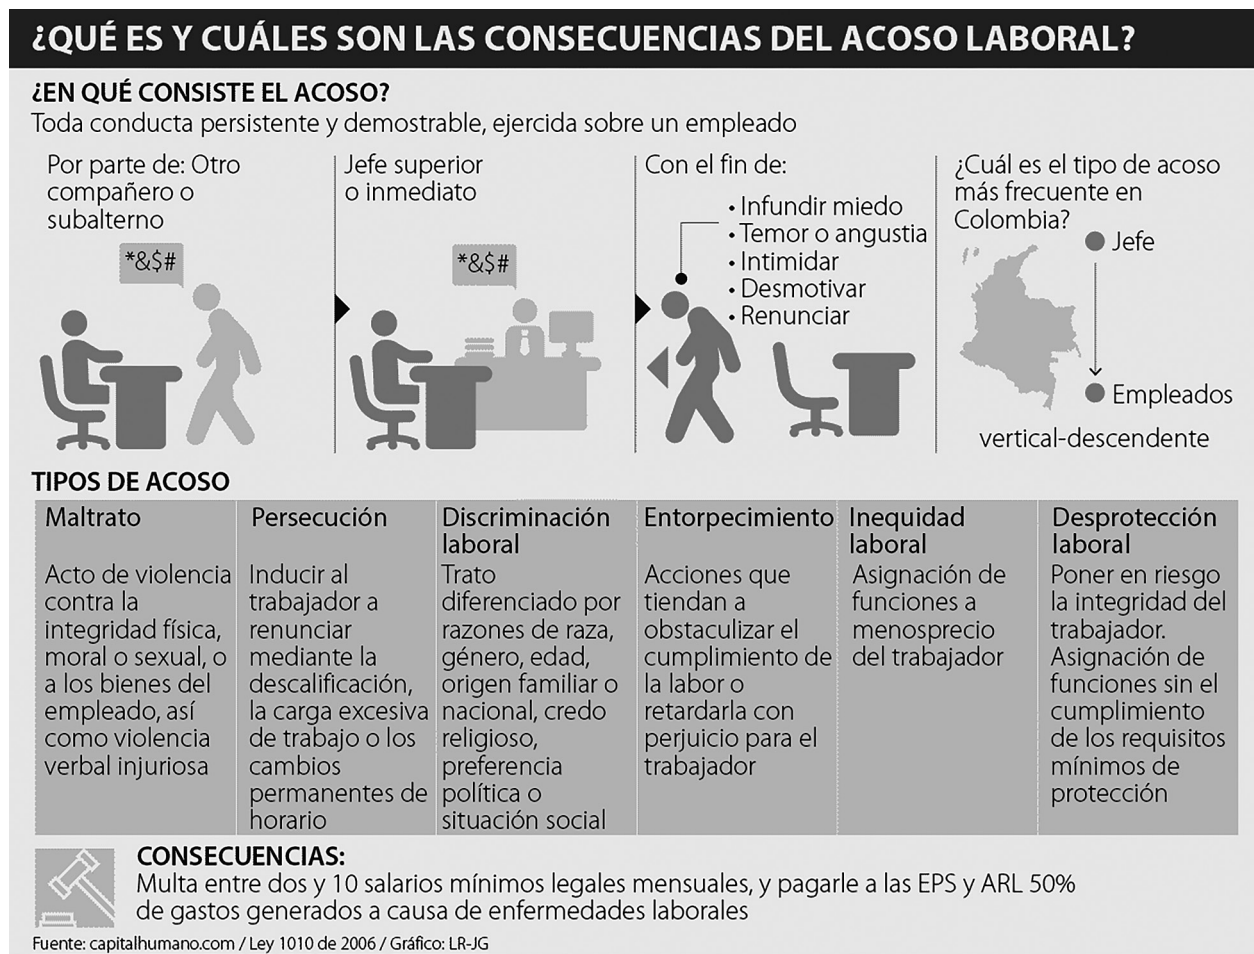 ¿QUÉ ES Y CUÁLES SON LAS CONSECUENCIAS DEL ACOSO LABORAL?
¿EN QUÉ CONSISTE EL ACOSO?
Toda conducta persistente y demostrable, ejercida sobre un empleado
Por parte de: Otro
compañero o
subalterno
*&$#
Jefe superior
o inmediato
*&$#
Con el fin de:
• Infundir miedo
• Temor o angustia
• Intimidar
• Desmotivar
• Renunciar
¿Cuál es el tipo de acoso
más frecuente en
Colombia?
Jefe
Empleados
vertical-descendente
TIPOS DE ACOSO
Maltrato
Acto de violencia
contra la
integridad física,
moral o sexual, o
a los bienes del
empleado, así
como violencia
verbal injuriosa
Persecución
Inducir al
trabajador a
renunciar
mediante la
descalificación,
la carga excesiva
de trabajo o los
cambios
permanentes de
horario
Discriminación
laboral
Trato
diferenciado por
razones de raza,
género, edad,
origen familiar o
nacional, credo
religioso,
preferencia
política o
situación social
Entorpecimiento
Acciones que
tiendan a
obstaculizar el
cumplimiento de
la labor o
retardarla con
perjuicio para el
trabajador
Inequidad
laboral
Asignación de
funciones a
menosprecio
del trabajador
Desprotección
laboral
Poner en riesgo
la integridad del
trabajador.
Asignación de
funciones sin el
cumplimiento
de los requisitos
mínimos de
protección
CONSECUENCIAS:
Multa entre dos y 10 salarios mínimos legales mensuales, y pagarle a las EPS y ARL 50%
de gastos generados a causa de enfermedades laborales
Fuente: capitalhumano.com / Ley 1010 de 2006 / Gráfico: LR-JG